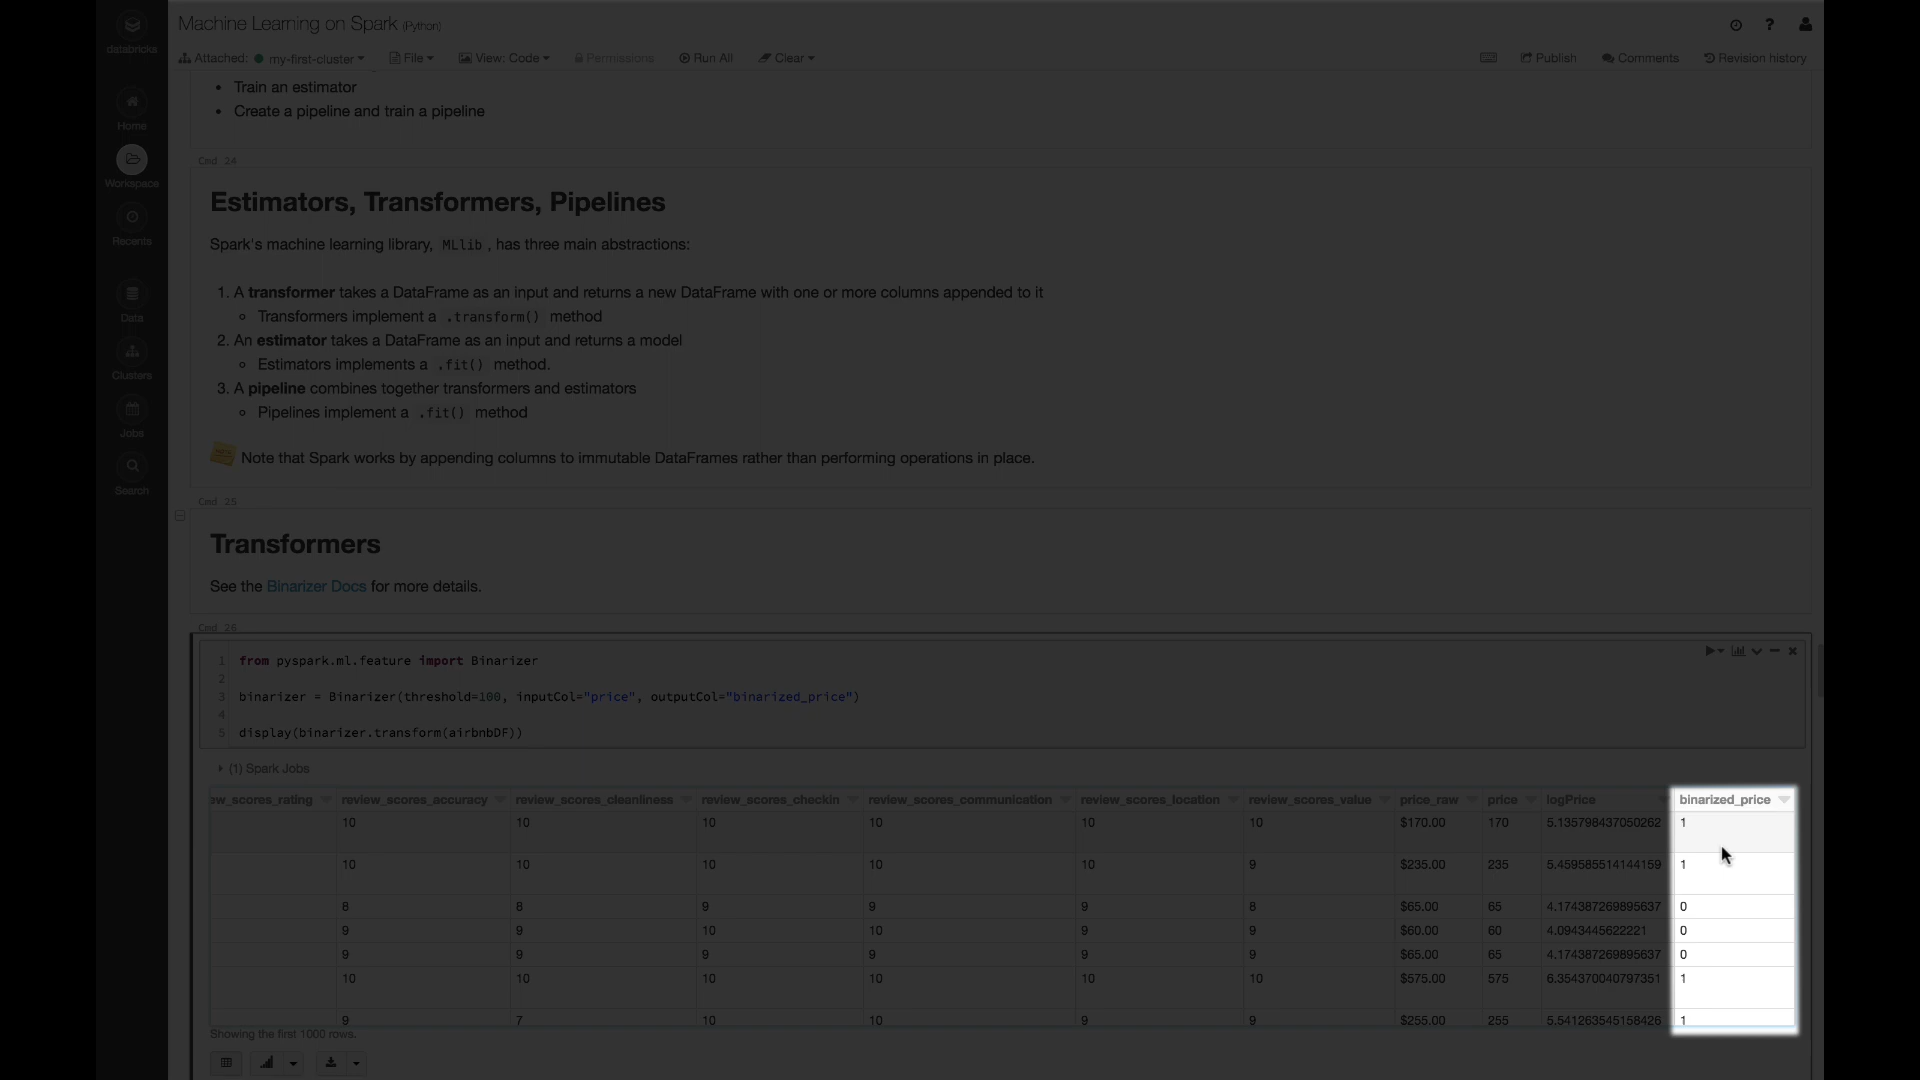 databricks
Home
Workspace
Recents
Data
Clusters
Jobs
Search
Machine Learning on Spark (Python)
Attached: my-first-cluster File View: Code Permissions Run All Clear Publish Comments Revision history
• Train an estimator
• Create a pipeline and train a pipeline
Cmd 24
Estimators, Transformers, Pipelines
Spark's machine learning library, MLlib , has three main abstractions:
1. A transformer takes a DataFrame as an input and returns a new DataFrame with one or more columns appended to it
Transformers implement a .transform() method
2. An estimator takes a DataFrame as an input and returns a model
Estimators implements a .fit() method.
3. A pipeline combines together transformers and estimators
Pipelines implement a .fit() method
Note that Spark works by appending columns to immutable DataFrames rather than performing operations in place.
Cmd 25
Transformers
See the Binarizer Docs for more details.
Cmd 26
1 from pyspark.ml.feature import Binarizer
2
3 binarizer = Binarizer(threshold=100, inputCol="price", outputCol="binarized_price")
4
5 display(binarizer.transform(airbnbDF))
(1) Spark Jobs
ew_scores_rating review_scores_accuracy review_scores_cleanliness review_scores_checkin review_scores_communication review_scores_location review_scores_value price_raw price logPrice binarized_price
10 10 10 10 10 10 $170.00 170 5.135798437050262 1
10 10 10 10 10 9 $235.00 235 5.459585514144159 1
8 8 9 9 9 8 $65.00 65 4.174387269895637 0
9 9 10 10 9 9 $60.00 60 4.0943445622221 0
9 9 9 9 9 9 $65.00 65 4.174387269895637 0
10 10 10 10 10 10 $575.00 575 6.354370040797351 1
9 7 10 10 9 9 $255.00 255 5.541263545158426 1
Showing the first 1000 rows.